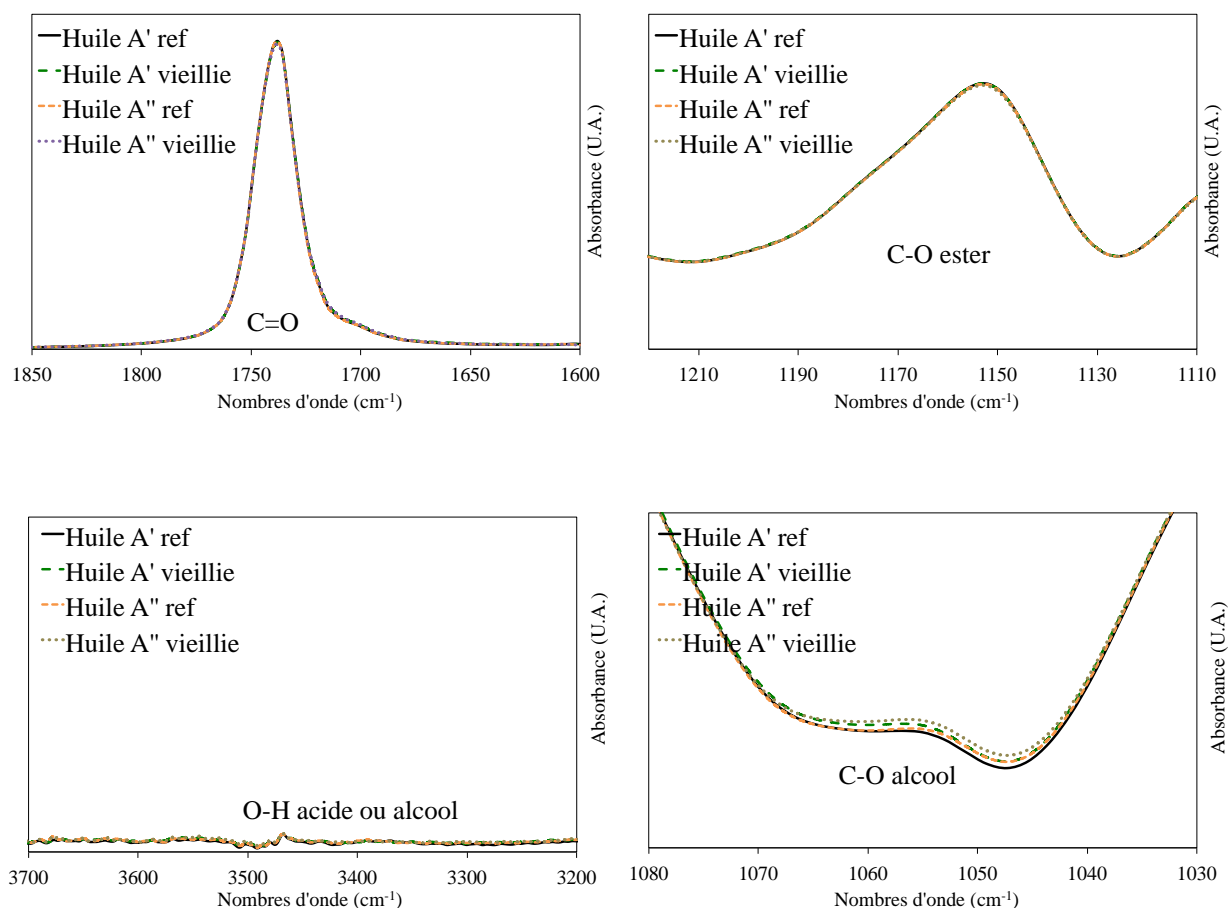 Huile A' ref
Huile A' vieillie
Huile A'' ref
Huile A'' vieillie
C=O
1850 1800 1750 1700 1650 1600
Nombres d'onde (cm-1)
Absorbance (U.A.)
Huile A' ref
Huile A' vieillie
Huile A'' ref
Huile A'' vieillie
C-O ester
1210 1190 1170 1150 1130 1110
Nombres d'onde (cm-1)
Absorbance (U.A.)
Huile A' ref
Huile A' vieillie
Huile A'' ref
Huile A'' vieillie
O-H acide ou alcool
3700 3600 3500 3400 3300 3200
Nombres d'onde (cm-1)
Absorbance (U.A.)
Huile A' ref
Huile A' vieillie
Huile A'' ref
Huile A'' vieillie
C-O alcool
1080 1070 1060 1050 1040 1030
Nombres d'onde (cm-1)
Absorbance (U.A.)